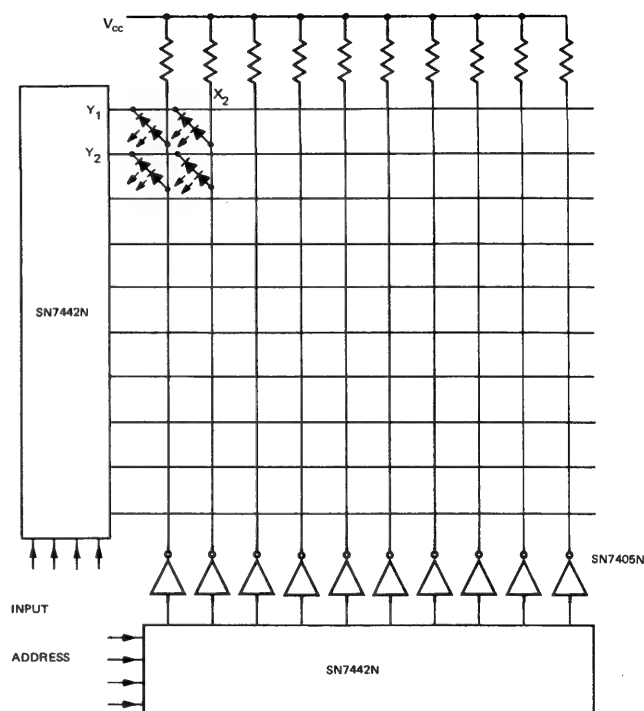 Vcc
X2
Y1
Y2
SN7442N
SN7405N
INPUT
ADDRESS
SN7442N